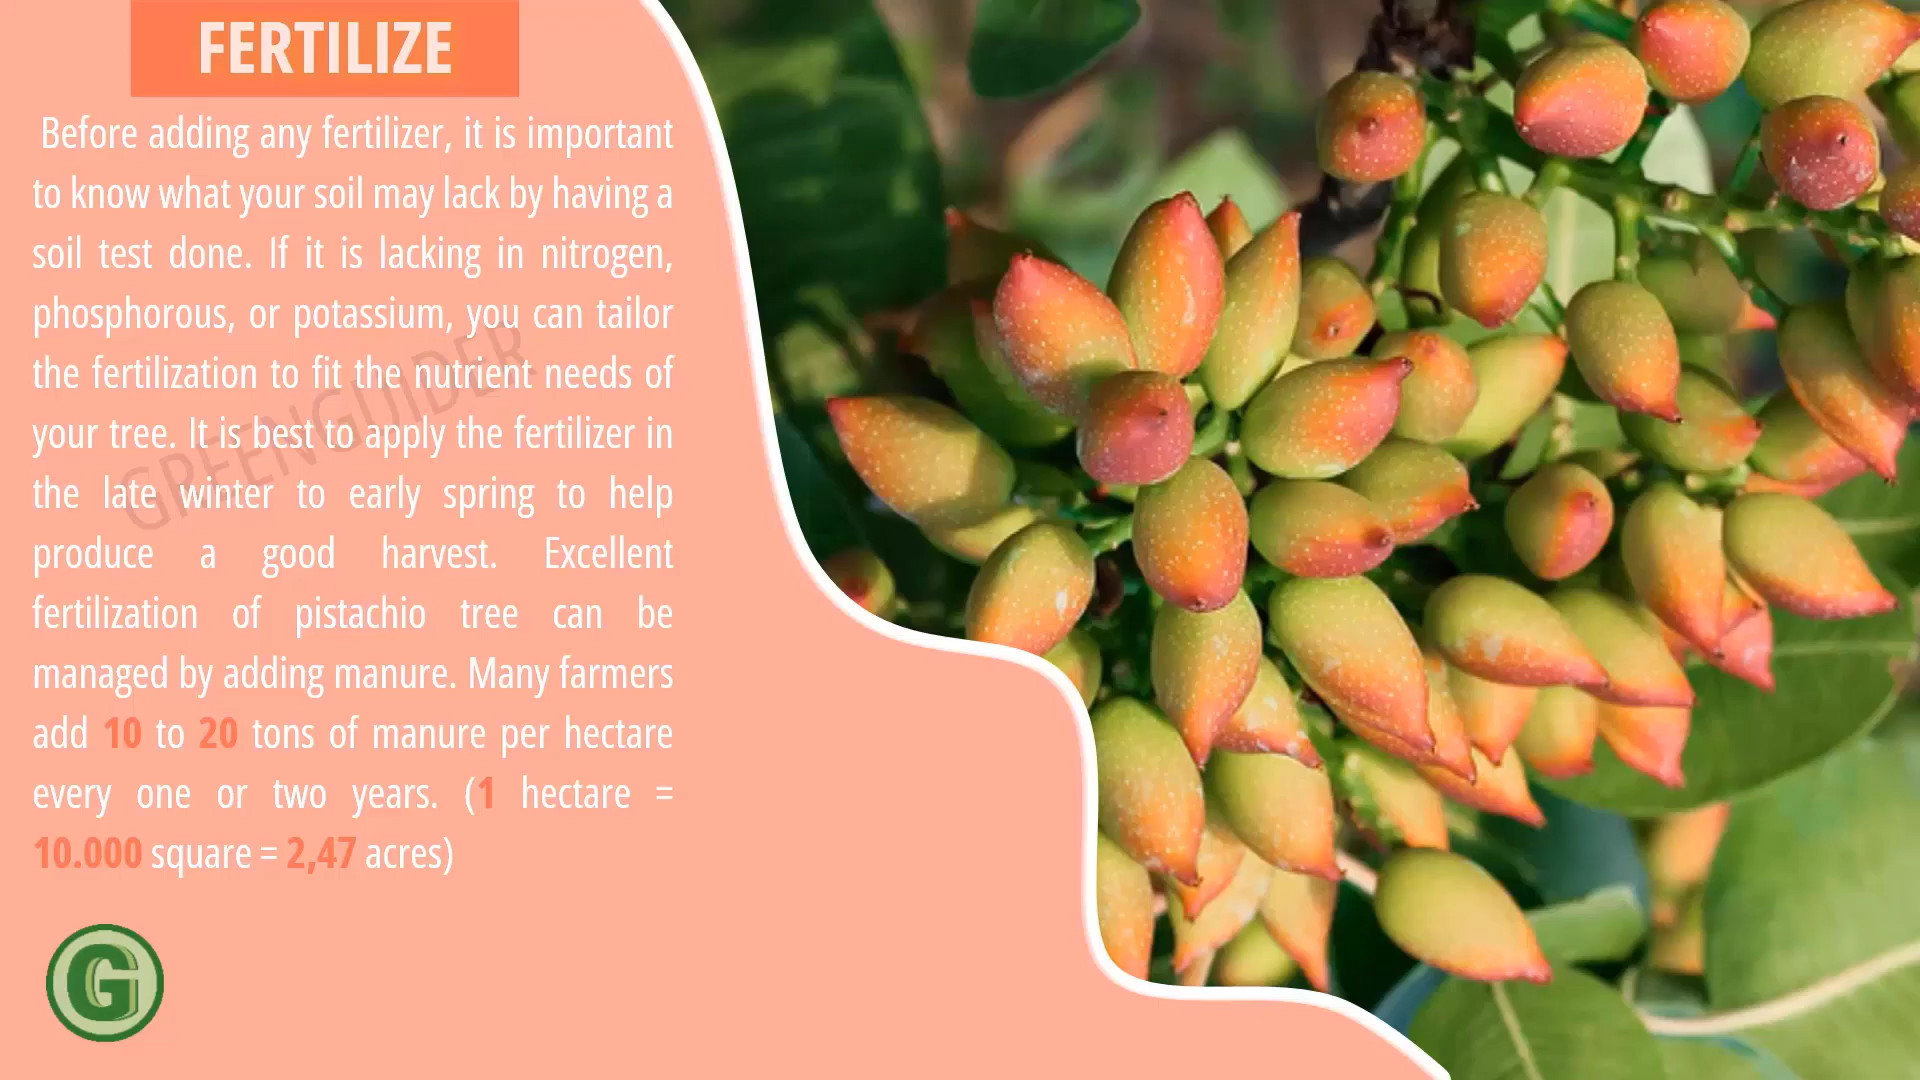 FERTILIZE
Before adding any fertilizer, it is important
to know what your soil may lack by having a
soil test done. If it is lacking in nitrogen,
phosphorous, or potassium, you can tailor
the fertilization to fit the nutrient needs of
your tree. It is best to apply the fertilizer in
the late winter to early spring to help
produce a good harvest. Excellent
fertilization of pistachio tree can be
managed by adding manure. Many farmers
add 10 to 20 tons of manure per hectare
every one or two years. (1 hectare =
10.000 square = 2,47 acres)
GREENGUIDER
G